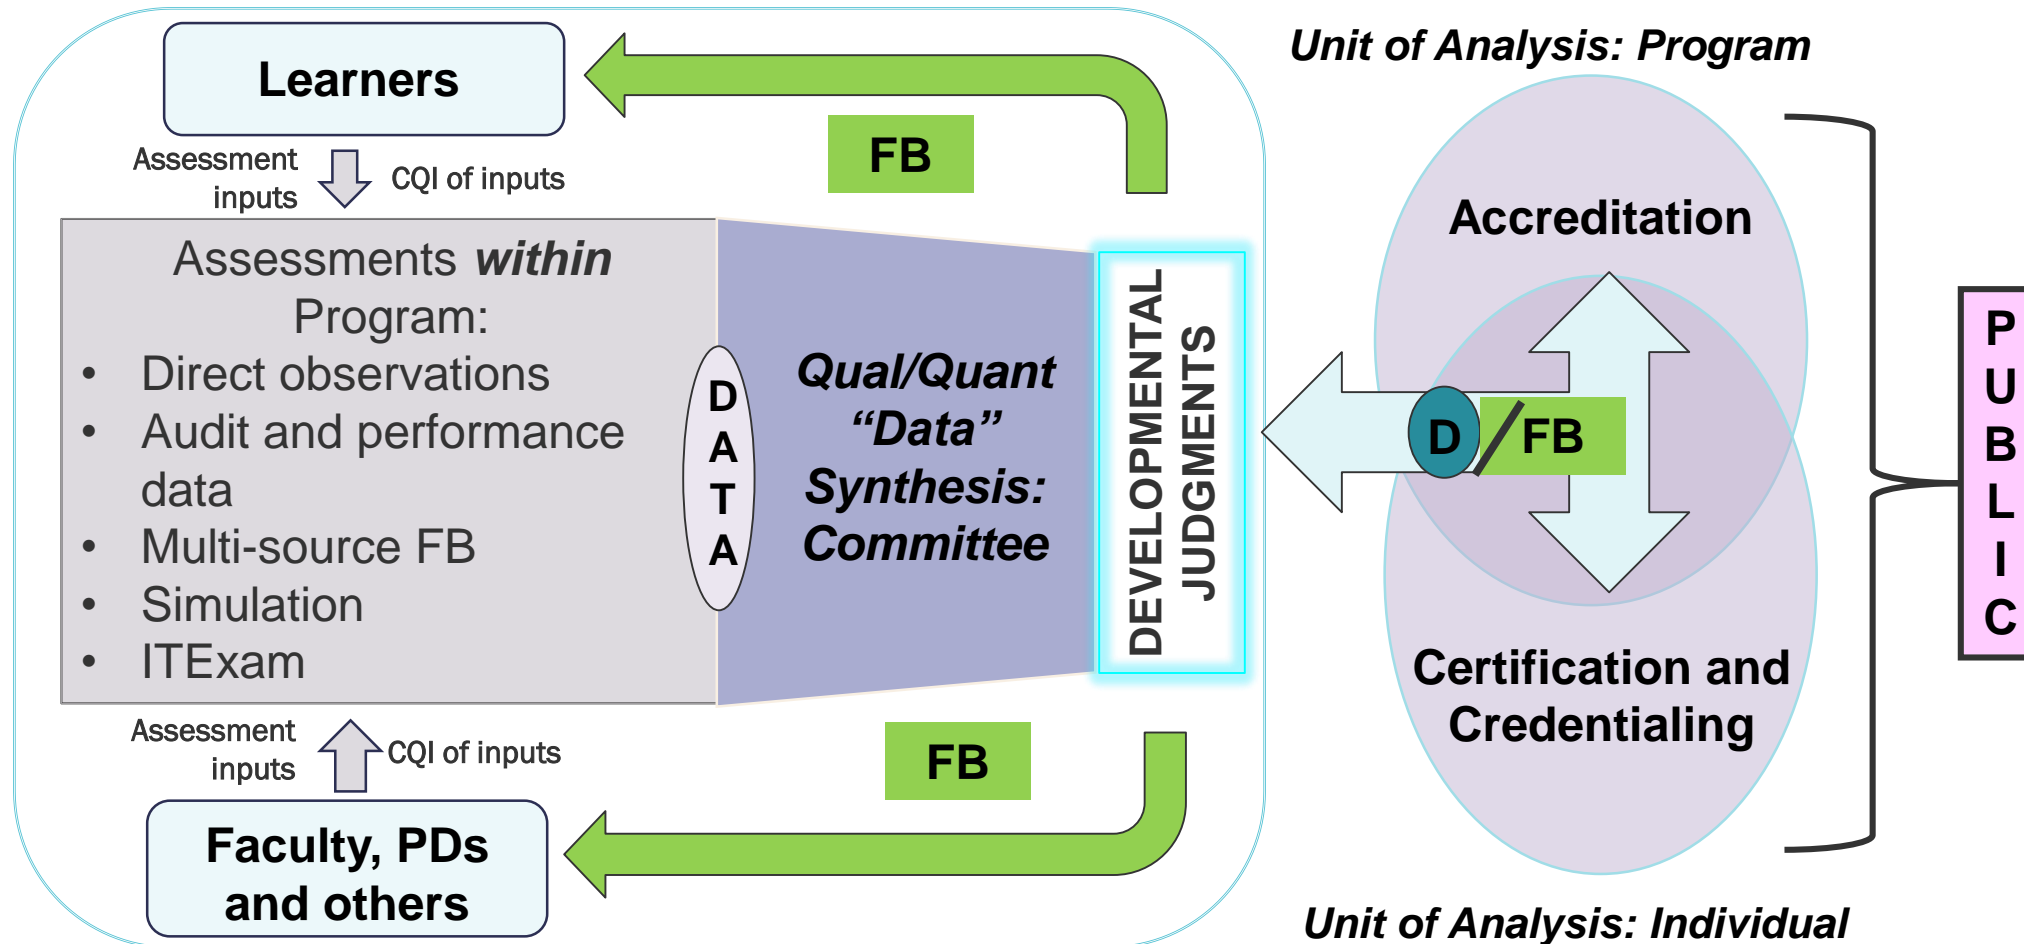 Learners
Assessment
inputs
CQI of inputs
FB
Assessments within
Program:
• Direct observations
• Audit and performance
data
• Multi-source FB
• Simulation
• ITExam
DATA
Qual/Quant
“Data”
Synthesis:
Committee
DEVELOPMENTAL
JUDGMENTS
Assessment
inputs
CQI of inputs
FB
Faculty, PDs
and others
Unit of Analysis: Program
Accreditation
D/FB
Certification and
Credentialing
Unit of Analysis: Individual
PUBLIC